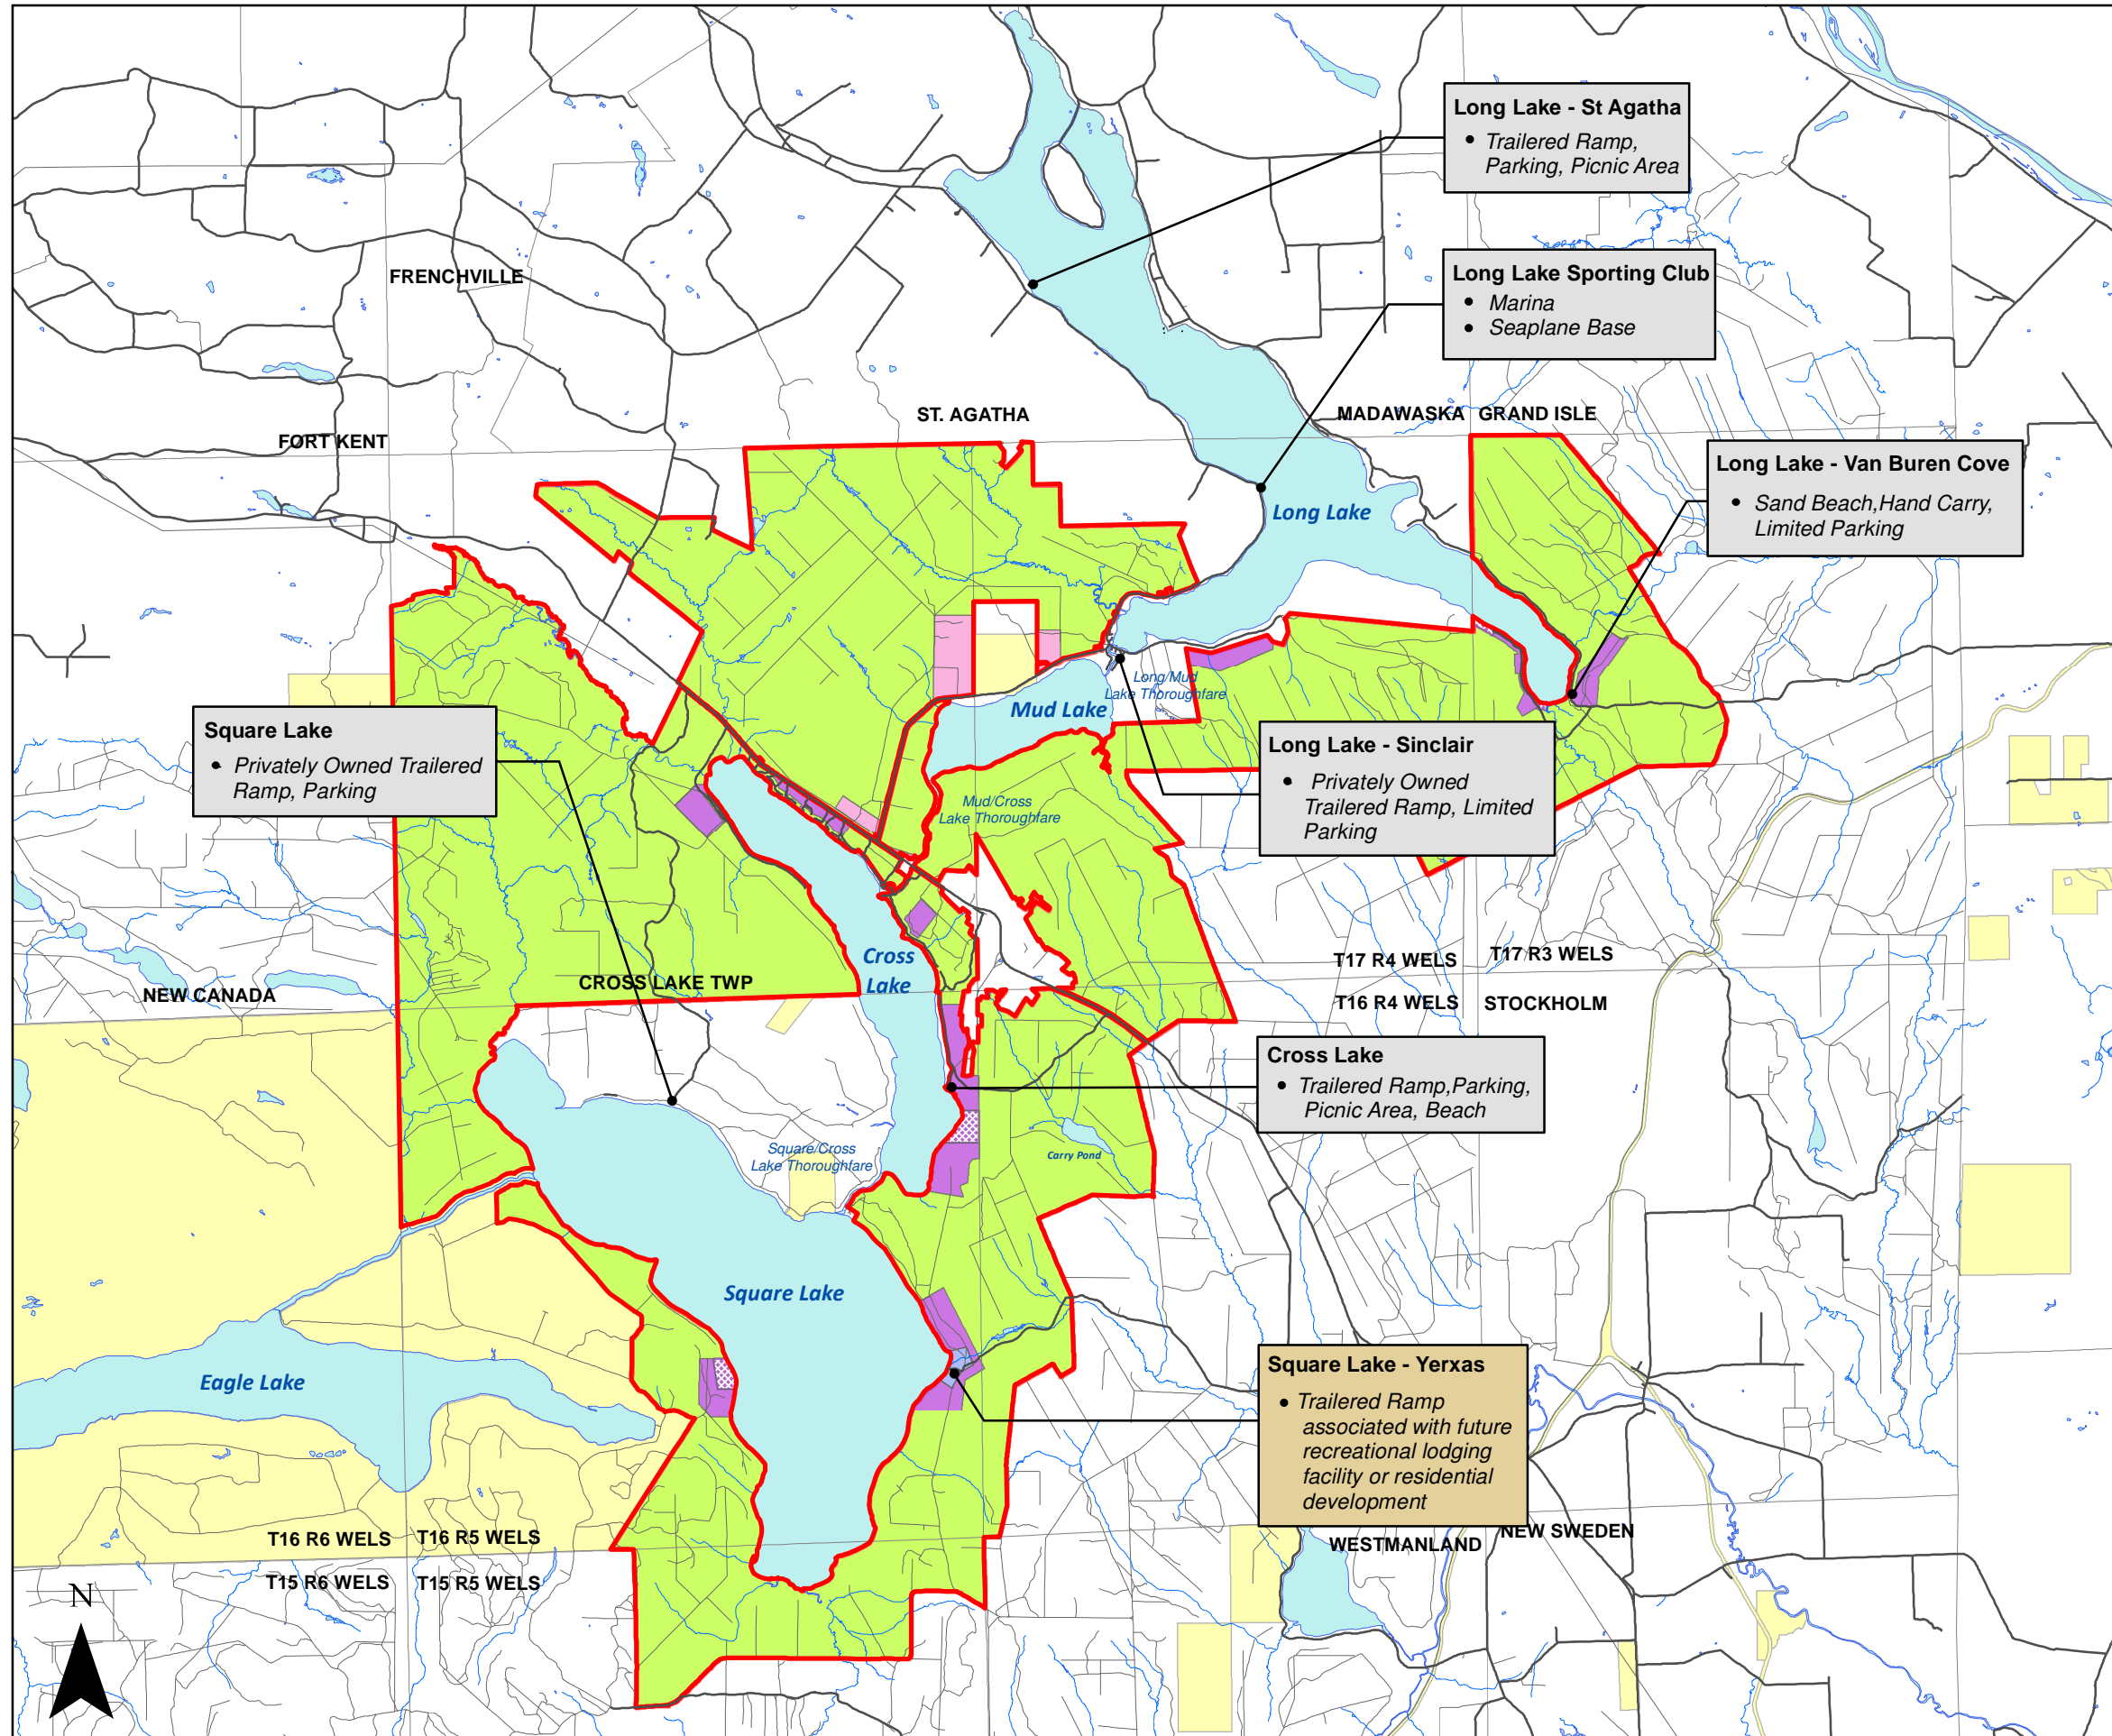 Long Lake - St Agatha
• Trailered Ramp,
Parking, Picnic Area
Long Lake Sporting Club
• Marina
• Seaplane Base
FRENCHVILLE
ST. AGATHA
MADAWASKA
GRAND ISLE
FORT KENT
Long Lake - Van Buren Cove
• Sand Beach,Hand Carry,
Limited Parking
Long Lake
Long/Mud
Lake Thoroughfare
Mud Lake
Square Lake
• Privately Owned Trailered
Ramp, Parking
Long Lake - Sinclair
• Privately Owned
Trailered Ramp, Limited
Parking
Mud/Cross
Lake Thoroughfare
Cross
Lake
T17 R4 WELS
T17 R3 WELS
CROSS LAKE TWP
NEW CANADA
T16 R4 WELS
STOCKHOLM
Cross Lake
• Trailered Ramp,Parking,
Picnic Area, Beach
Square/Cross
Lake Thoroughfare
Carry Pond
Square Lake
Eagle Lake
Square Lake - Yerxas
• Trailered Ramp
associated with future
recreational lodging
facility or residential
development
T16 R6 WELS
T16 R5 WELS
WESTMANLAND
NEW SWEDEN
T15 R6 WELS
T15 R5 WELS
N